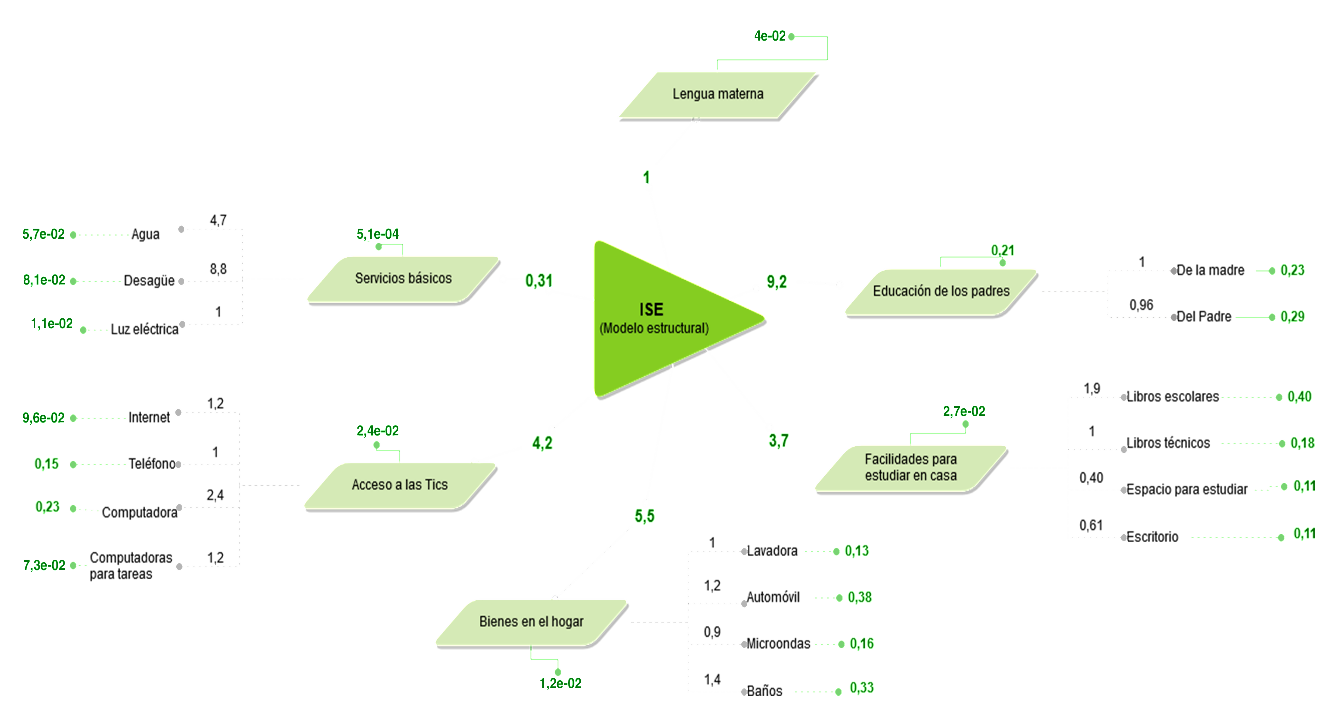 4e-02
Lengua materna
1
5,7e-02
Agua
4,7
8,1e-02
Desagüe
8,8
1,1e-02
Luz eléctrica
1
5,1e-04
Servicios básicos
0,31
ISE
(Modelo estructural)
9,2
0,21
Educación de los padres
1
De la madre
0,23
0,96
Del Padre
0,29
9,6e-02
Internet
1,2
0,15
Teléfono
1
0,23
Computadora
2,4
7,3e-02
Computadoras
para tareas
1,2
2,4e-02
Acceso a las Tics
4,2
3,7
2,7e-02
Facilidades para
estudiar en casa
1,9
Libros escolares
0,40
1
Libros técnicos
0,18
0,40
Espacio para estudiar
0,11
0,61
Escritorio
0,11
5,5
Bienes en el hogar
1,2e-02
1
Lavadora
0,13
1,2
Automóvil
0,38
0,9
Microondas
0,16
1,4
Baños
0,33